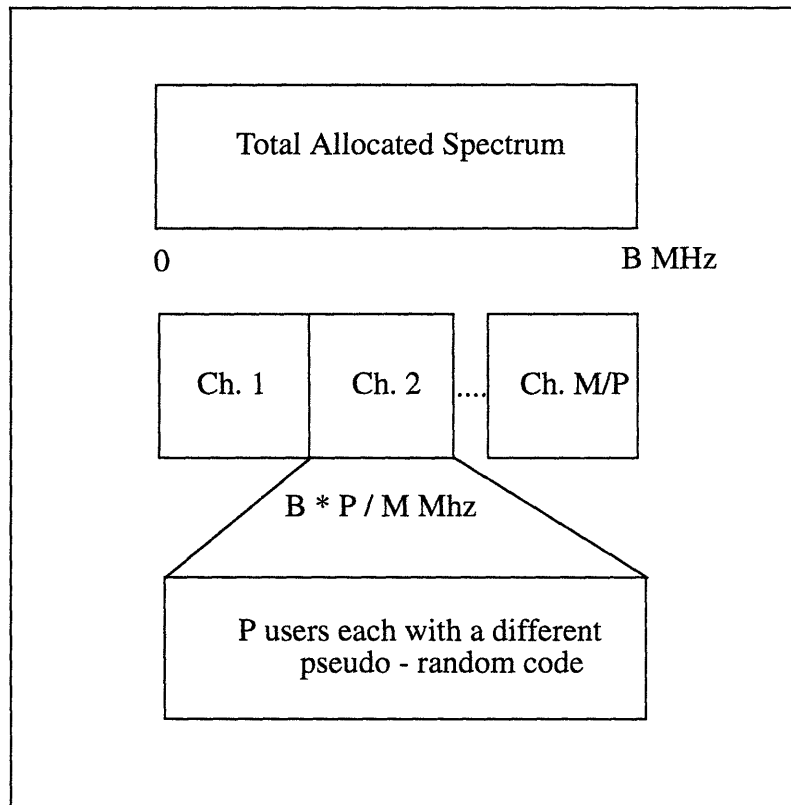 Total Allocated Spectrum
0
B MHz
Ch. 1
Ch. 2
....
Ch. M/P
B * P / M Mhz
P users each with a different
pseudo - random code